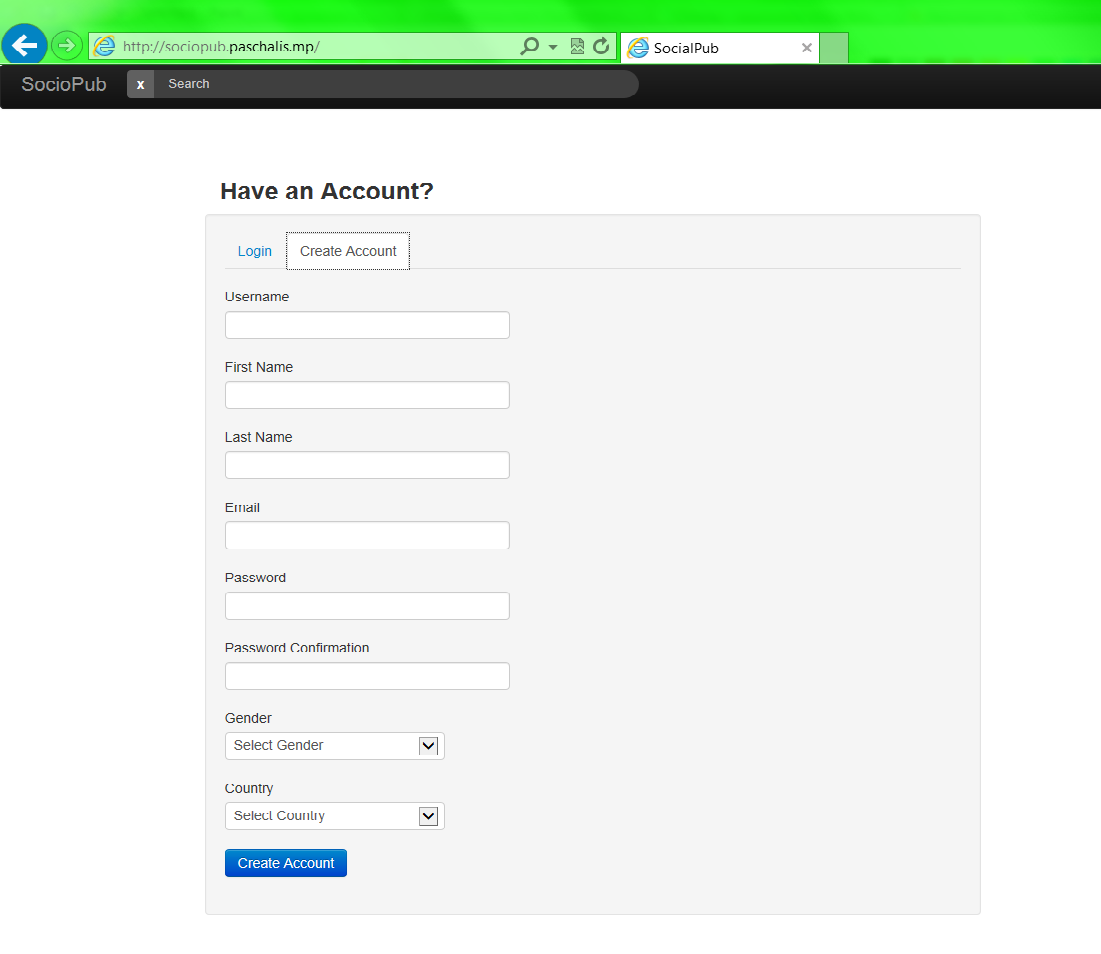 http://sociopub.paschalis.mp/
SocialPub
SocioPub x Search
Have an Account?
Login Create Account
Username
First Name
Last Name
Email
Password
Password Confirmation
Gender
Select Gender
Country
Select Country
Create Account